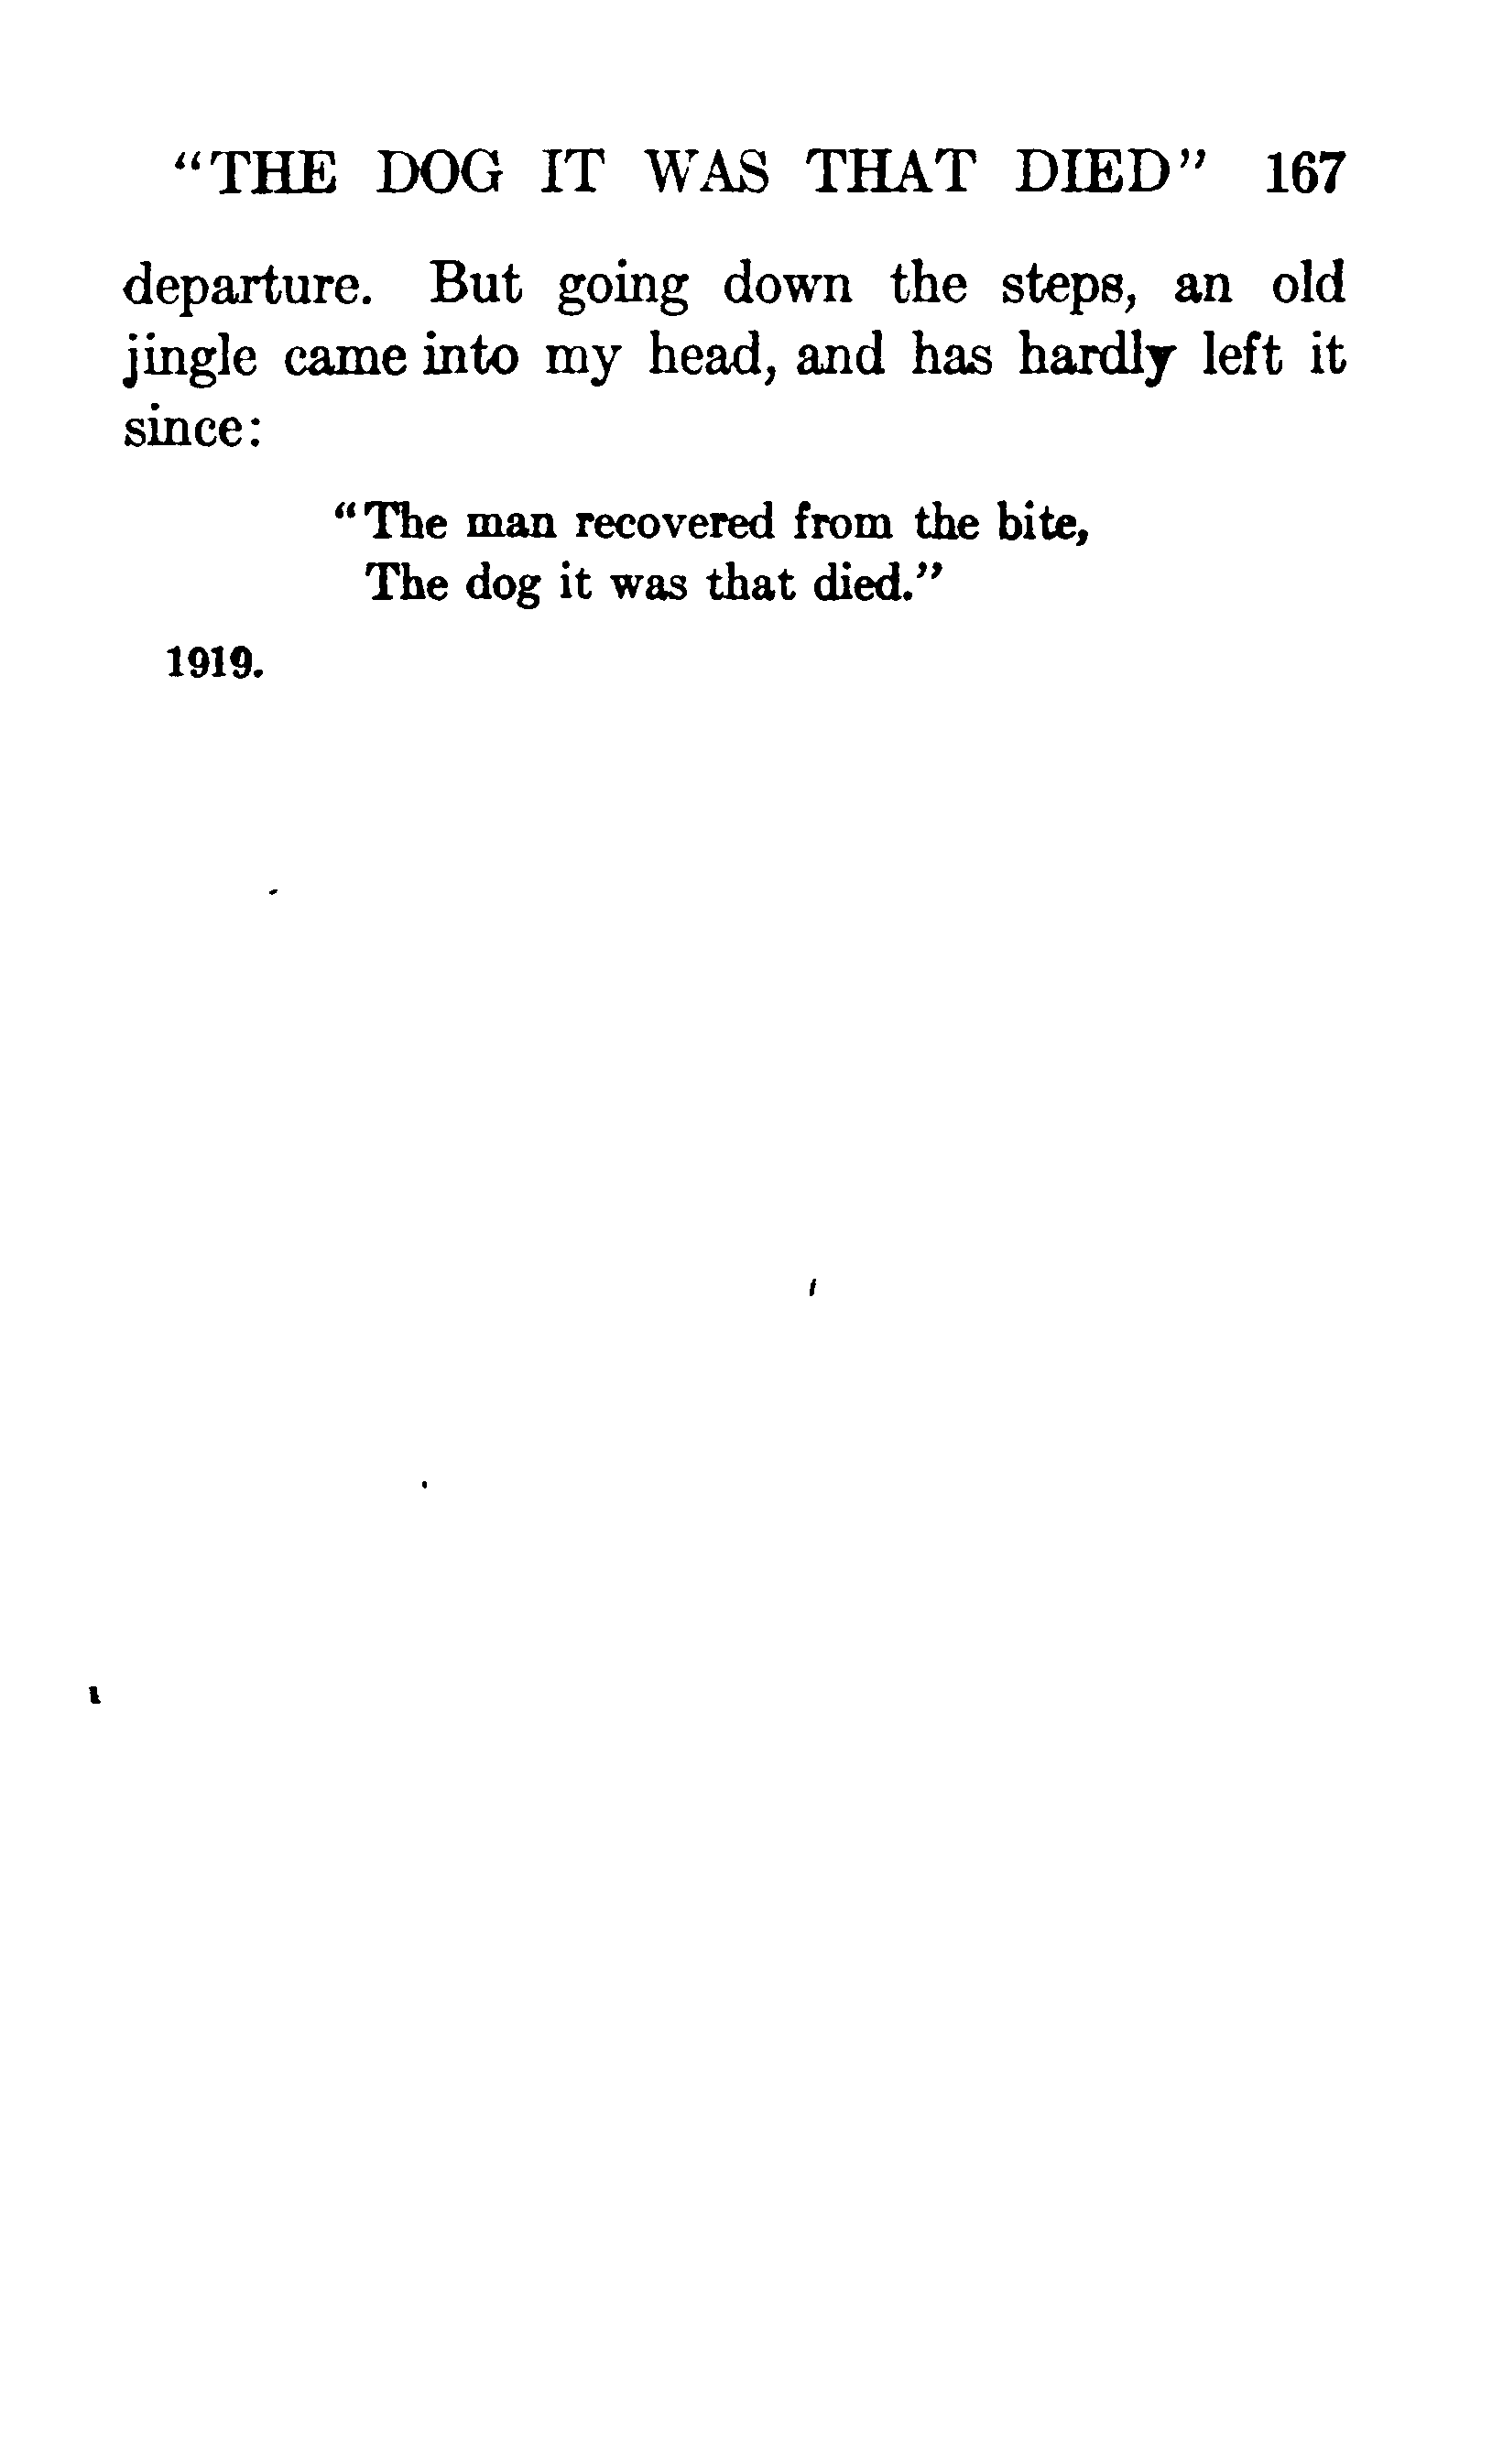 "THE DOG IT WAS THAT DIED" 167
departure. But going down the steps, an old
jingle came into my head, and has hardly left it
since:
"The man recovered from the bite,
The dog it was that died."
1919.